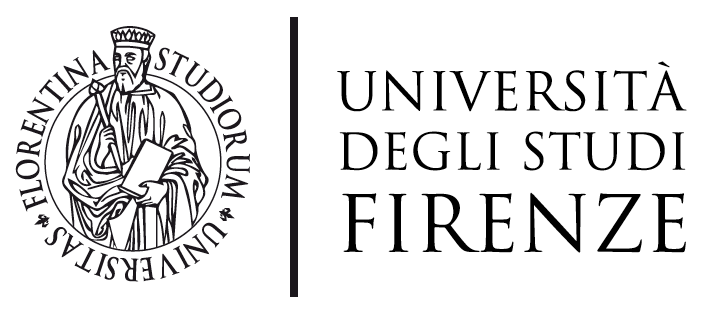 FLORENTINA STUDIORUM UNIVERSITAS
UNIVERSITÀ
DEGLI STUDI
FIRENZE